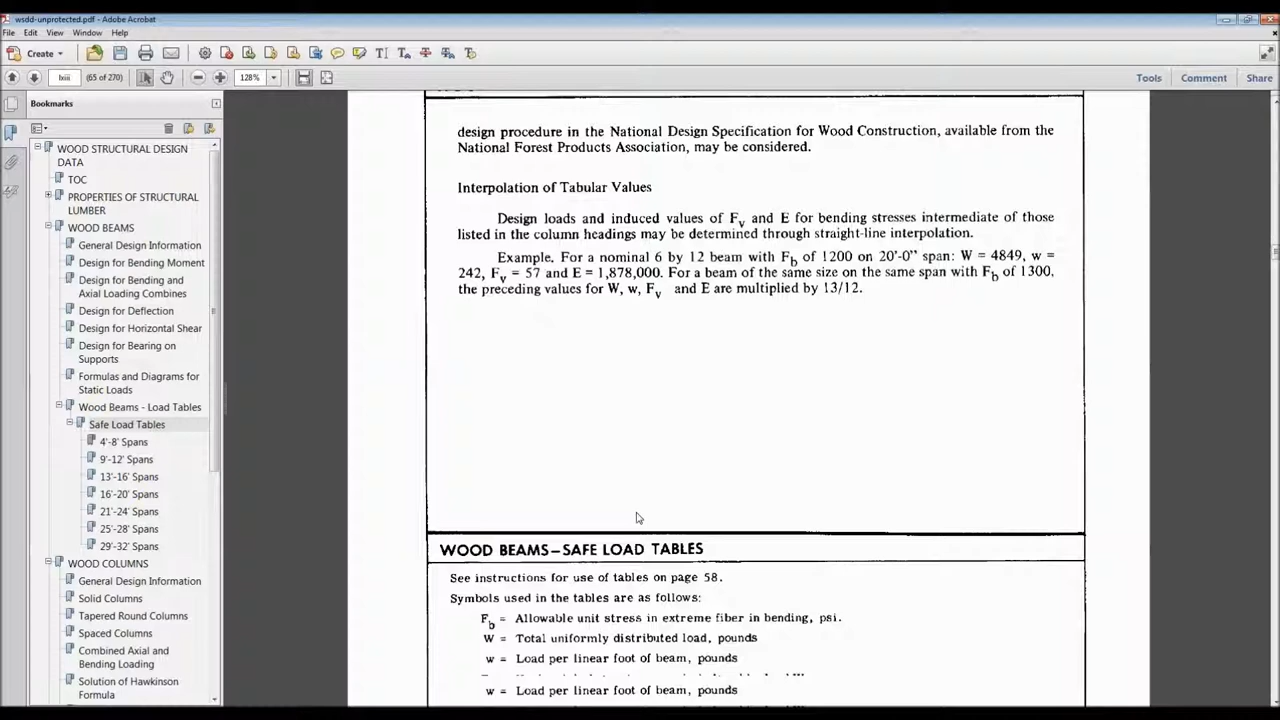 wsdd-unprotected.pdf - Adobe Acrobat
File Edit View Window Help
Create
lxiii (65 of 270) 128% Tools Comment Share
Bookmarks
WOOD STRUCTURAL DESIGN
DATA
TOC
PROPERTIES OF STRUCTURAL
LUMBER
WOOD BEAMS
General Design Information
Design for Bending Moment
Design for Bending and
Axial Loading Combines
Design for Deflection
Design for Horizontal Shear
Design for Bearing on
Supports
Formulas and Diagrams for
Static Loads
Wood Beams - Load Tables
Safe Load Tables
4'-8' Spans
9'-12' Spans
13'-16' Spans
16'-20' Spans
21'-24' Spans
25'-28' Spans
29'-32' Spans
WOOD COLUMNS
General Design Information
Solid Columns
Tapered Round Columns
Spaced Columns
Combined Axial and
Bending Loading
Solution of Hawkinson
Formula
design procedure in the National Design Specification for Wood Construction, available from the
National Forest Products Association, may be considered.
Interpolation of Tabular Values
Design loads and induced values of Fv and E for bending stresses intermediate of those
listed in the column headings may be determined through straight-line interpolation.
Example. For a nominal 6 by 12 beam with Fb of 1200 on 20'-0" span: W = 4849, w =
242, Fv = 57 and E = 1,878,000. For a beam of the same size on the same span with Fb of 1300,
the preceding values for W, w, Fv and E are multiplied by 13/12.
WOOD BEAMS—SAFE LOAD TABLES
See instructions for use of tables on page 58.
Symbols used in the tables are as follows:
Fb = Allowable unit stress in extreme fiber in bending, psi.
W = Total uniformly distributed load, pounds
w = Load per linear foot of beam, pounds
w = Load per linear foot of beam, pounds